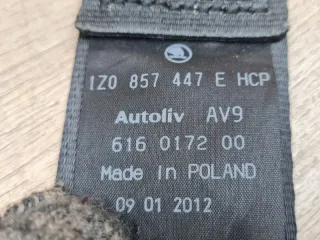 1Z0 857 447 E HCP
Autoliv AV9
616 0172 00
Made in POLAND
09 01 2012